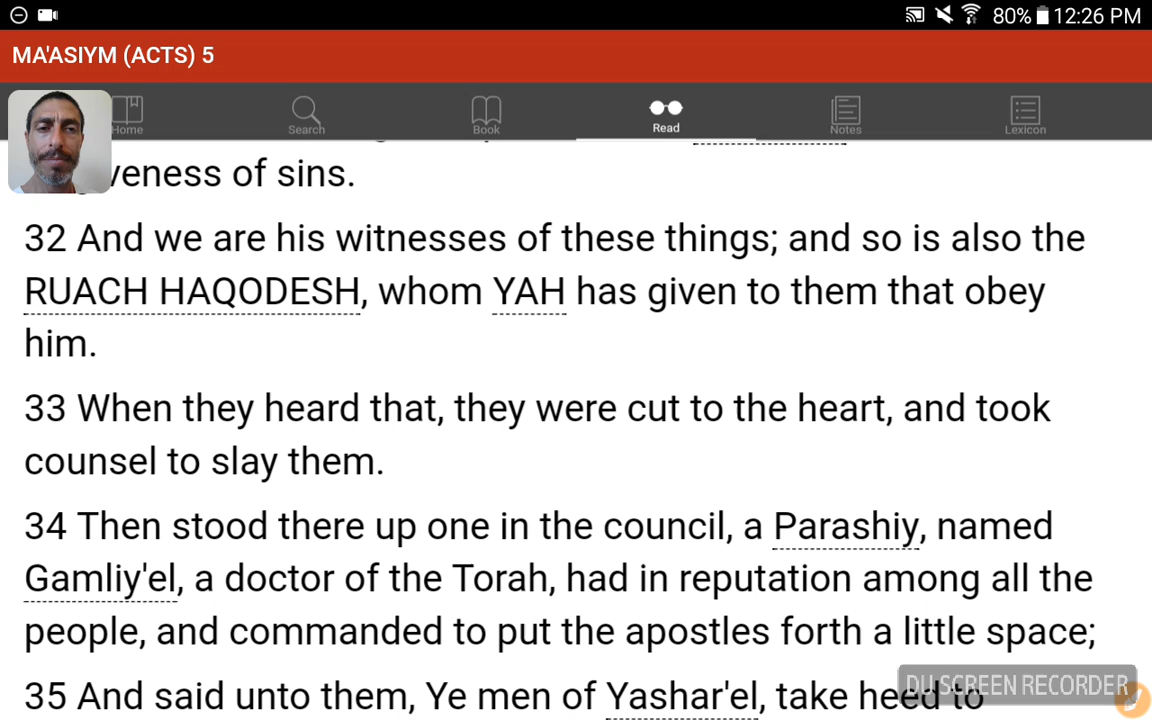 80% 12:26 PM
MA'ASIYM (ACTS) 5
Home Search Book Read Notes Lexicon
veness of sins.
32 And we are his witnesses of these things; and so is also the
RUACH HAQODESH, whom YAH has given to them that obey
him.
33 When they heard that, they were cut to the heart, and took
counsel to slay them.
34 Then stood there up one in the council, a Parashiy, named
Gamliy'el, a doctor of the Torah, had in reputation among all the
people, and commanded to put the apostles forth a little space;
35 And said unto them, Ye men of Yashar'el, take heed to
DU SCREEN RECORDER